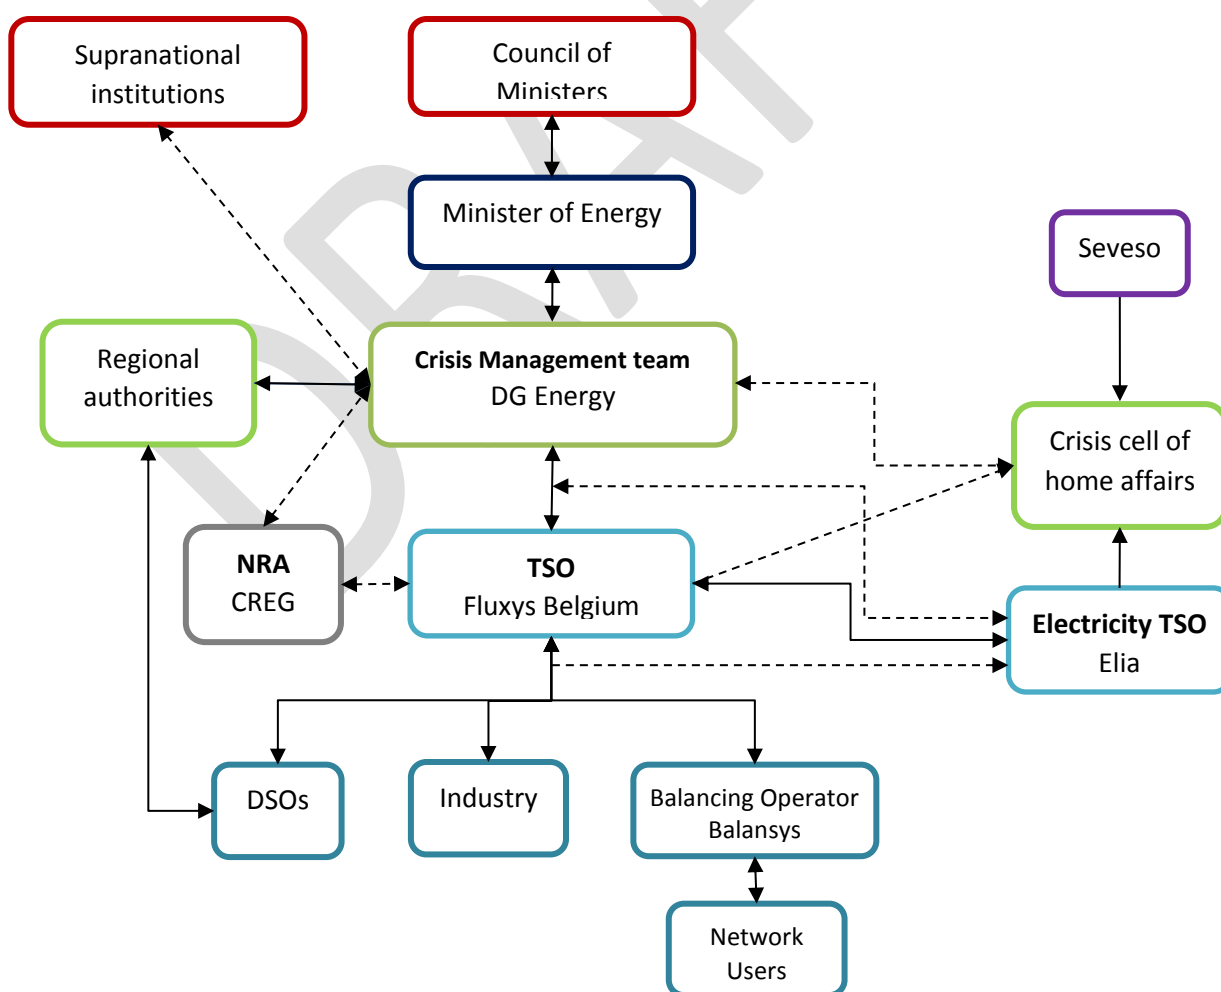 Supranational
institutions
Council of
Ministers
Minister of Energy
Seveso
Regional
authorities
Crisis Management team
DG Energy
Crisis cell of
home affairs
NRA
CREG
TSO
Fluxys Belgium
Electricity TSO
Elia
DSOs
Industry
Balancing Operator
Balansys
Network
Users
DRAF